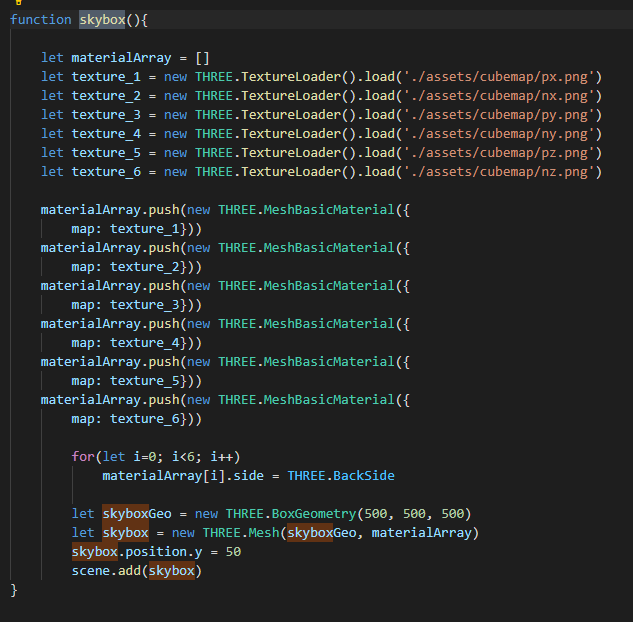 function skybox(){
let materialArray = []
let texture_1 = new THREE.TextureLoader().load('./assets/cubemap/px.png')
let texture_2 = new THREE.TextureLoader().load('./assets/cubemap/nx.png')
let texture_3 = new THREE.TextureLoader().load('./assets/cubemap/py.png')
let texture_4 = new THREE.TextureLoader().load('./assets/cubemap/ny.png')
let texture_5 = new THREE.TextureLoader().load('./assets/cubemap/pz.png')
let texture_6 = new THREE.TextureLoader().load('./assets/cubemap/nz.png')
materialArray.push(new THREE.MeshBasicMaterial({
map: texture_1}))
materialArray.push(new THREE.MeshBasicMaterial({
map: texture_2}))
materialArray.push(new THREE.MeshBasicMaterial({
map: texture_3}))
materialArray.push(new THREE.MeshBasicMaterial({
map: texture_4}))
materialArray.push(new THREE.MeshBasicMaterial({
map: texture_5}))
materialArray.push(new THREE.MeshBasicMaterial({
map: texture_6}))
for(let i=0; i<6; i++)
materialArray[i].side = THREE.BackSide
let skyboxGeo = new THREE.BoxGeometry(500, 500, 500)
let skybox = new THREE.Mesh(skyboxGeo, materialArray)
skybox.position.y = 50
scene.add(skybox)
}